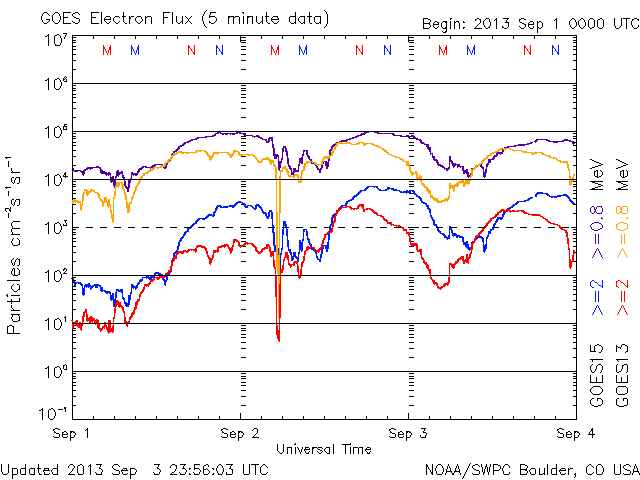 GOES Electron Flux (5 minute data)
Begin: 2013 Sep 1 0000 UTC
10⁷
M M N N M M N N M M N N
10⁶
10⁵
10⁴
10³
10²
10¹
10⁰
10⁻¹
Particles cm⁻²s⁻¹sr⁻¹
Sep 1 Sep 2 Sep 3 Sep 4
Universal Time
GOES15 >=2 >=0.8 MeV
GOES13 >=2 >=0.8 MeV
Updated 2013 Sep 3 23:56:03 UTC
NOAA/SWPC Boulder, CO USA